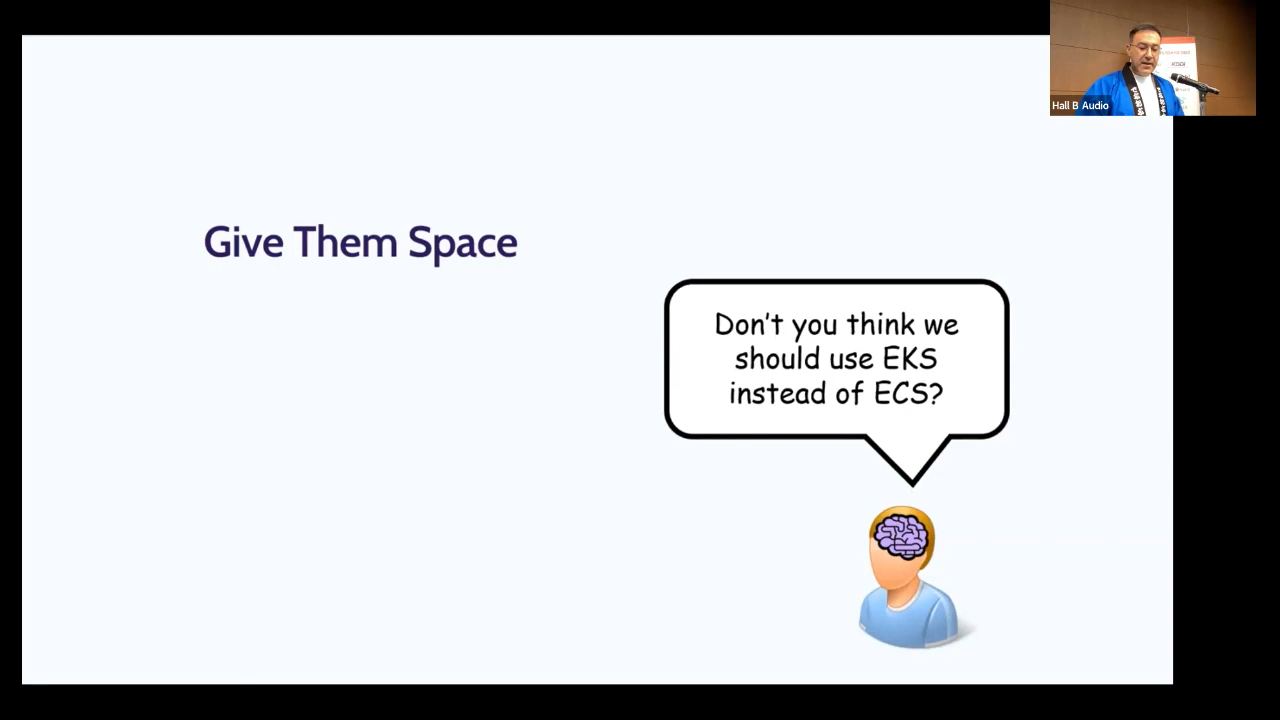 Give Them Space
Don't you think we
should use EKS
instead of ECS?
Hall B Audio